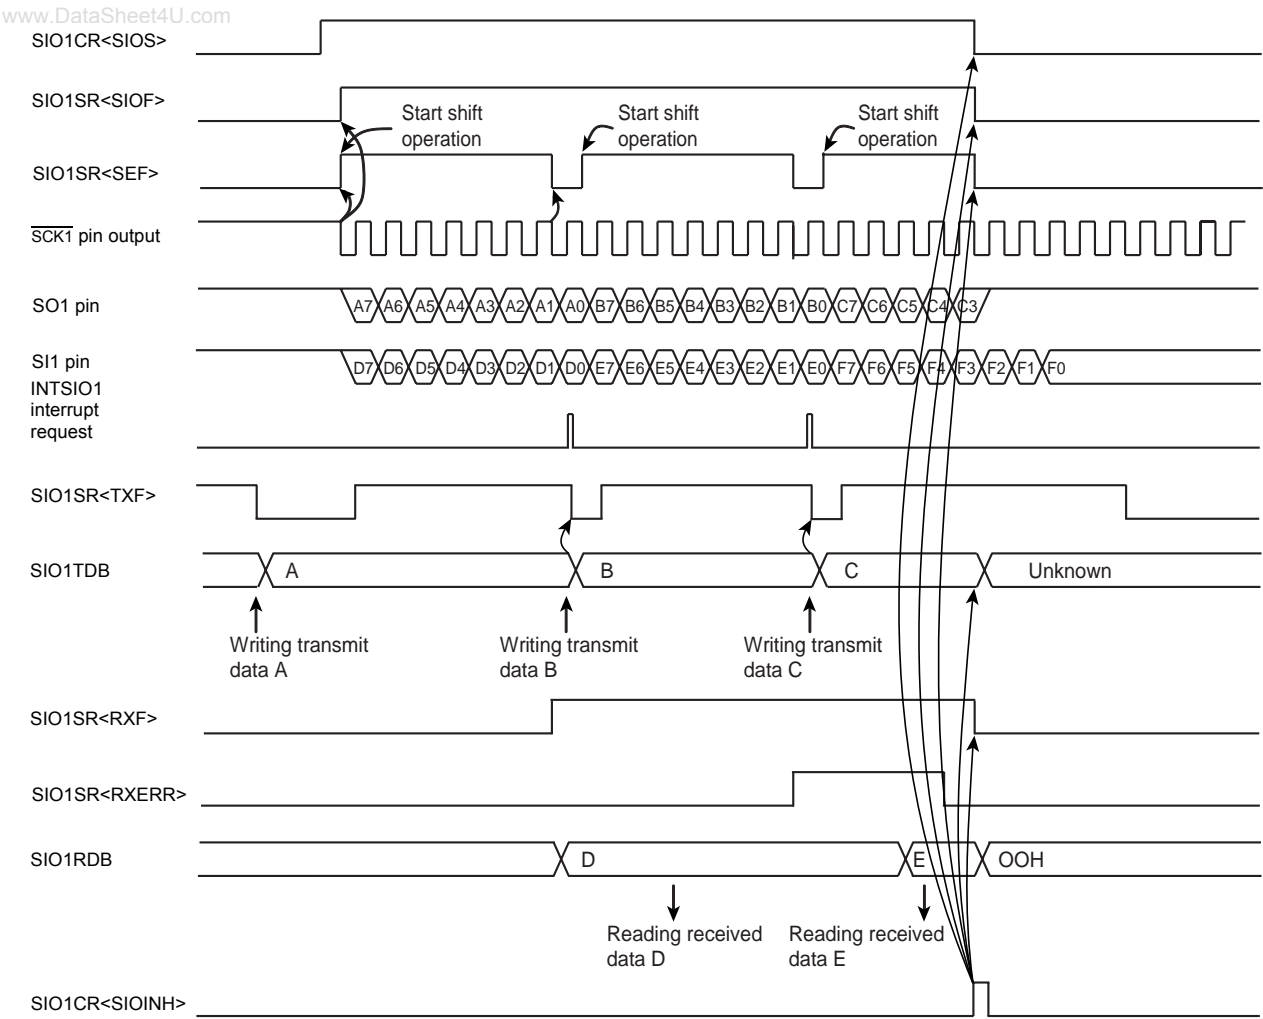 www.DataSheet4U.com
SIO1CR<SIOS>
SIO1SR<SIOF>
Start shift
operation
Start shift
operation
Start shift
operation
SIO1SR<SEF>
SCK1 pin output
SO1 pin
A7 A6 A5 A4 A3 A2 A1 A0 B7 B6 B5 B4 B3 B2 B1 B0 C7 C6 C5 C4 C3
SI1 pin
D7 D6 D5 D4 D3 D2 D1 D0 E7 E6 E5 E4 E3 E2 E1 E0 F7 F6 F5 F4 F3 F2 F1 F0
INTSIO1
interrupt
request
SIO1SR<TXF>
SIO1TDB
A B C Unknown
Writing transmit
data A
Writing transmit
data B
Writing transmit
data C
SIO1SR<RXF>
SIO1SR<RXERR>
SIO1RDB
D E OOH
Reading received
data D
Reading received
data E
SIO1CR<SIOINH>